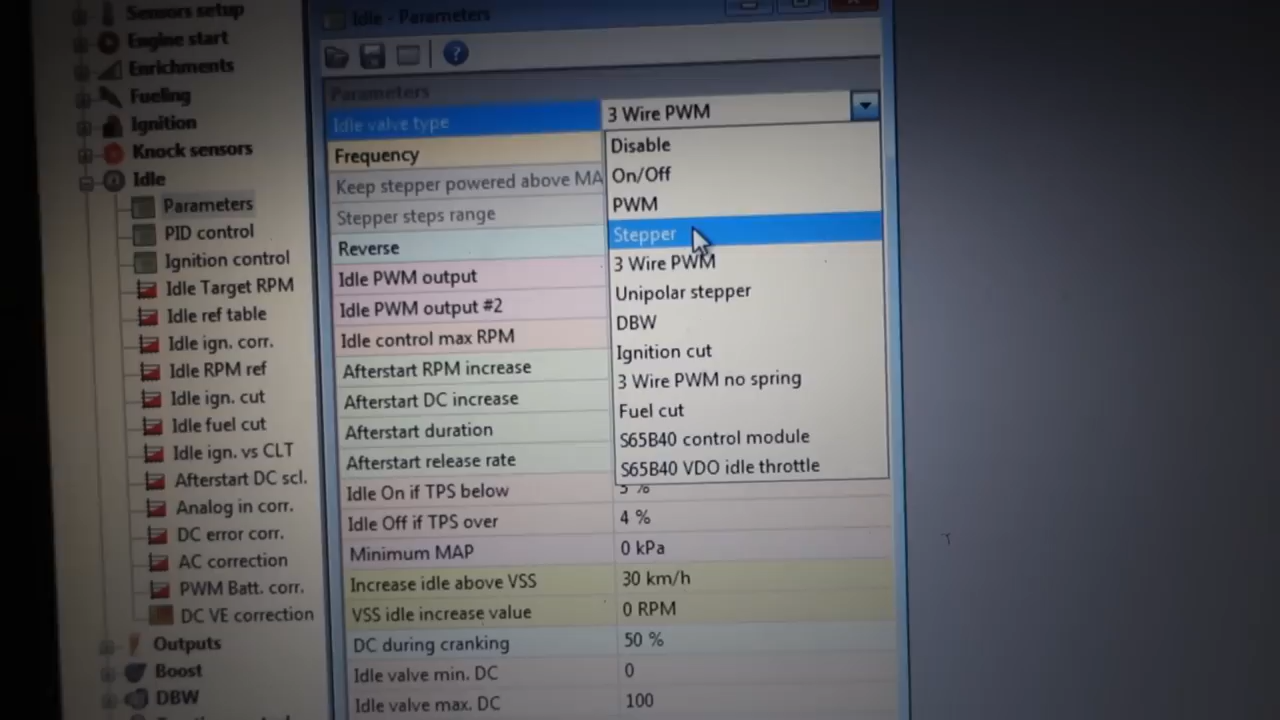 Sensors setup
Engine start
Enrichments
Fueling
Ignition
Knock sensors
Idle
Parameters
PID control
Ignition control
Idle Target RPM
Idle ref table
Idle ign. corr.
Idle RPM ref
Idle ign. cut
Idle fuel cut
Idle ign. vs CLT
Afterstart DC scl.
Analog in corr.
DC error corr.
AC correction
PWM Batt. corr.
DC VE correction
Outputs
Boost
DBW
Idle - Parameters
?
Parameters
Idle valve type 3 Wire PWM
Frequency
Keep stepper powered above MA
Stepper steps range
Reverse
Idle PWM output
Idle PWM output #2
Idle control max RPM
Afterstart RPM increase
Afterstart DC increase
Afterstart duration
Afterstart release rate
Disable
On/Off
PWM
Stepper
3 Wire PWM
Unipolar stepper
DBW
Ignition cut
3 Wire PWM no spring
Fuel cut
S65B40 control module
S65B40 VDO idle throttle
Idle On if TPS below 3 %
Idle Off if TPS over 4 %
Minimum MAP 0 kPa
Increase idle above VSS 30 km/h
VSS idle increase value 0 RPM
DC during cranking 50 %
Idle valve min. DC 0
Idle valve max. DC 100